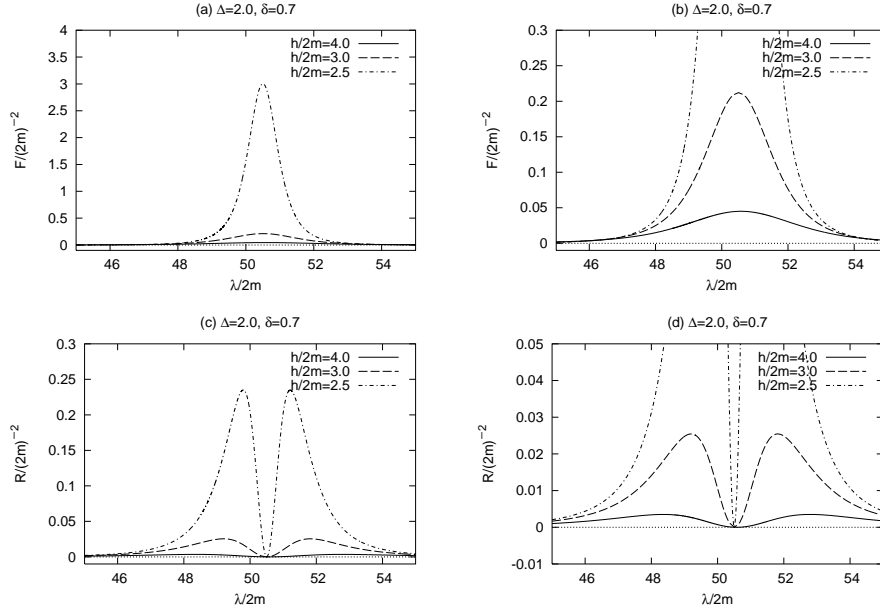 (a) Δ=2.0, δ=0.7
h/2m=4.0
h/2m=3.0
h/2m=2.5
4
3.5
3
2.5
2
1.5
1
0.5
0
F/(2m)⁻²
46 48 50 52 54
λ/2m
(b) Δ=2.0, δ=0.7
h/2m=4.0
h/2m=3.0
h/2m=2.5
0.3
0.25
0.2
0.15
0.1
0.05
0
F/(2m)⁻²
46 48 50 52 54
λ/2m
(c) Δ=2.0, δ=0.7
h/2m=4.0
h/2m=3.0
h/2m=2.5
0.3
0.25
0.2
0.15
0.1
0.05
0
R/(2m)⁻²
46 48 50 52 54
λ/2m
(d) Δ=2.0, δ=0.7
h/2m=4.0
h/2m=3.0
h/2m=2.5
0.05
0.04
0.03
0.02
0.01
0
-0.01
R/(2m)⁻²
46 48 50 52 54
λ/2m